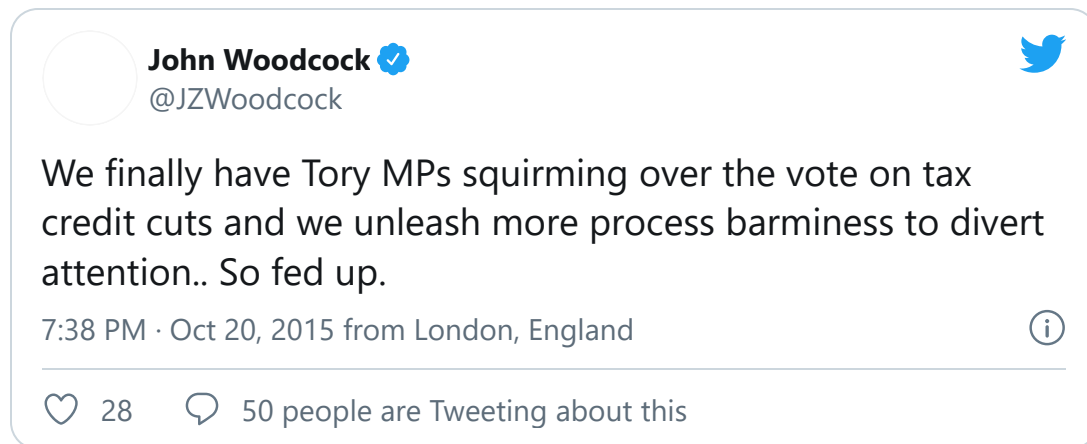 John Woodcock
@JZWoodcock
We finally have Tory MPs squirming over the vote on tax
credit cuts and we unleash more process barminess to divert
attention.. So fed up.
7:38 PM · Oct 20, 2015 from London, England
28 50 people are Tweeting about this